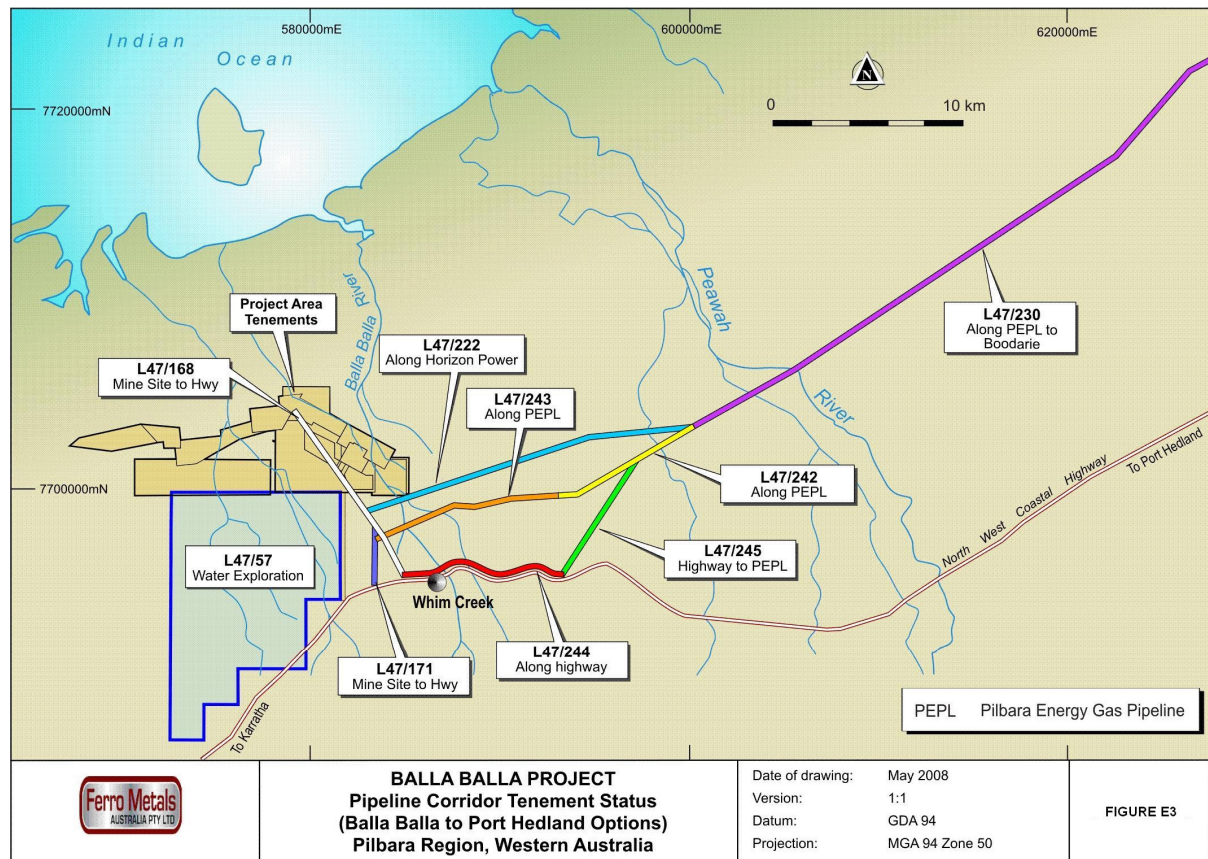 580000mE
600000mE
620000mE
Indian
Ocean
7720000mN
N
0
10 km
Peawah
River
Balla Balla River
Project Area
Tenements
L47/230
Along PEPL to
Boodarie
L47/222
Along Horizon Power
L47/168
Mine Site to Hwy
L47/243
Along PEPL
7700000mN
L47/242
Along PEPL
North West Coastal Highway
To Port Hedland
L47/57
Water Exploration
L47/245
Highway to PEPL
Whim Creek
L47/244
Along highway
L47/171
Mine Site to Hwy
To Karratha
PEPL Pilbara Energy Gas Pipeline
Ferro Metals
AUSTRALIA PTY LTD
BALLA BALLA PROJECT
Pipeline Corridor Tenement Status
(Balla Balla to Port Hedland Options)
Pilbara Region, Western Australia
Date of drawing: May 2008
Version: 1:1
Datum: GDA 94
Projection: MGA 94 Zone 50
FIGURE E3